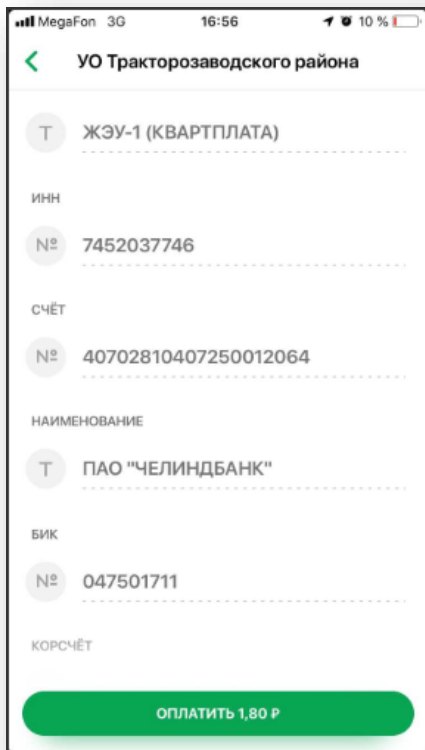 MegaFon 3G 16:56 10 %
УО Тракторозаводского района
Т ЖЭУ-1 (КВАРТПЛАТА)
ИНН
№ 7452037746
СЧЁТ
№ 40702810407250012064
НАИМЕНОВАНИЕ
Т ПАО "ЧЕЛИНДБАНК"
БИК
№ 047501711
КОРСЧЁТ
ОПЛАТИТЬ 1,80 ₽